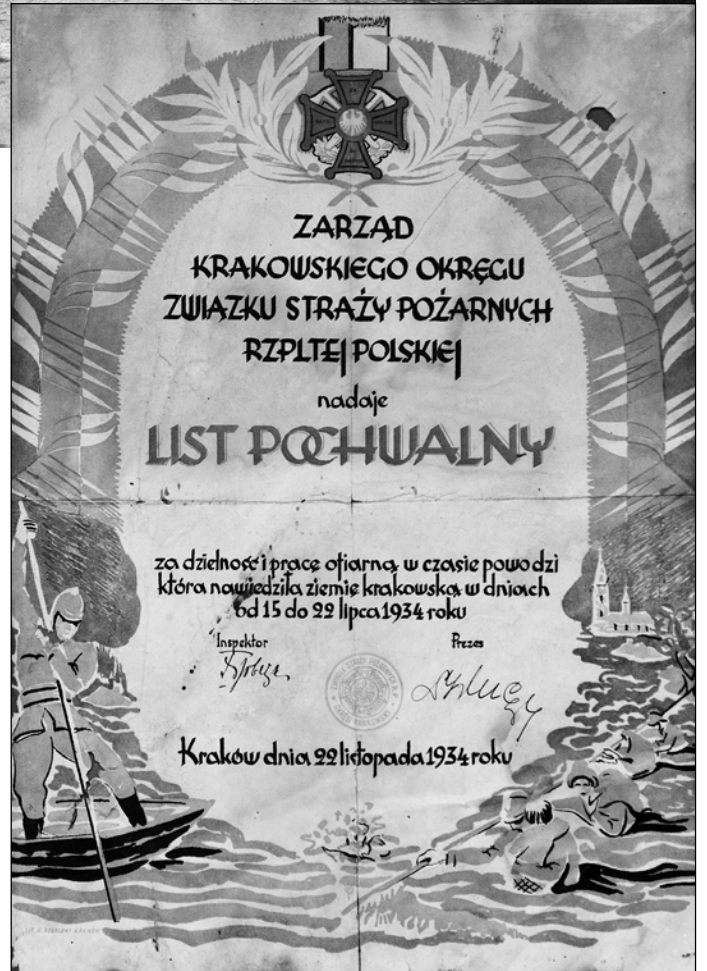 ZARZĄD
KRAKOWSKIEGO OKRĘGU
ZWIĄZKU STRAŻY POŻARNYCH
RZPLTEJ POLSKIEJ
nadaje
LIST POCHWALNY
za dzielność i pracę ofiarną w czasie powodzi
która nawiedziła ziemię krakowską w dniach
od 15 do 22 lipca 1934 roku
Inspektor Prezes
Kraków dnia 22 listopada 1934 roku